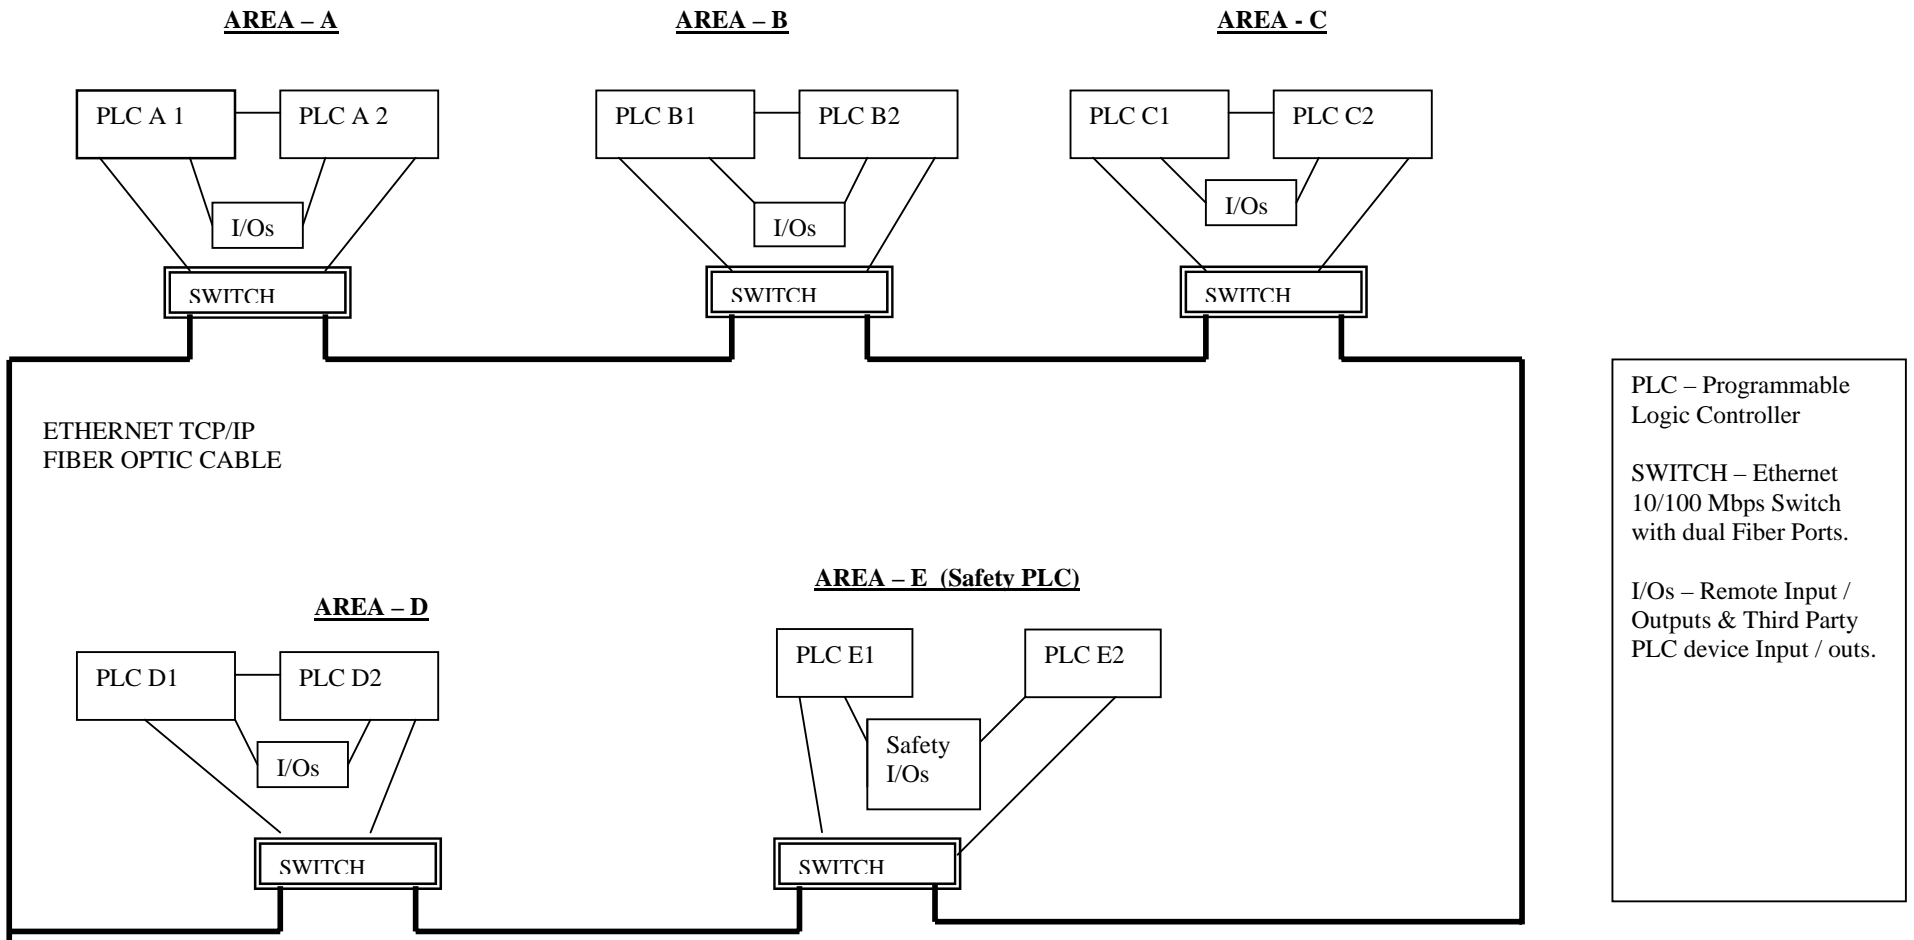 AREA – A
AREA – B
AREA - C
PLC A 1
PLC A 2
PLC B1
PLC B2
PLC C1
PLC C2
I/Os
I/Os
I/Os
SWITCH
SWITCH
SWITCH
ETHERNET TCP/IP
FIBER OPTIC CABLE
PLC – Programmable
Logic Controller
SWITCH – Ethernet
10/100 Mbps Switch
with dual Fiber Ports.
I/Os – Remote Input /
Outputs & Third Party
PLC device Input / outs.
AREA – D
AREA – E (Safety PLC)
PLC D1
PLC D2
PLC E1
PLC E2
I/Os
Safety
I/Os
SWITCH
SWITCH